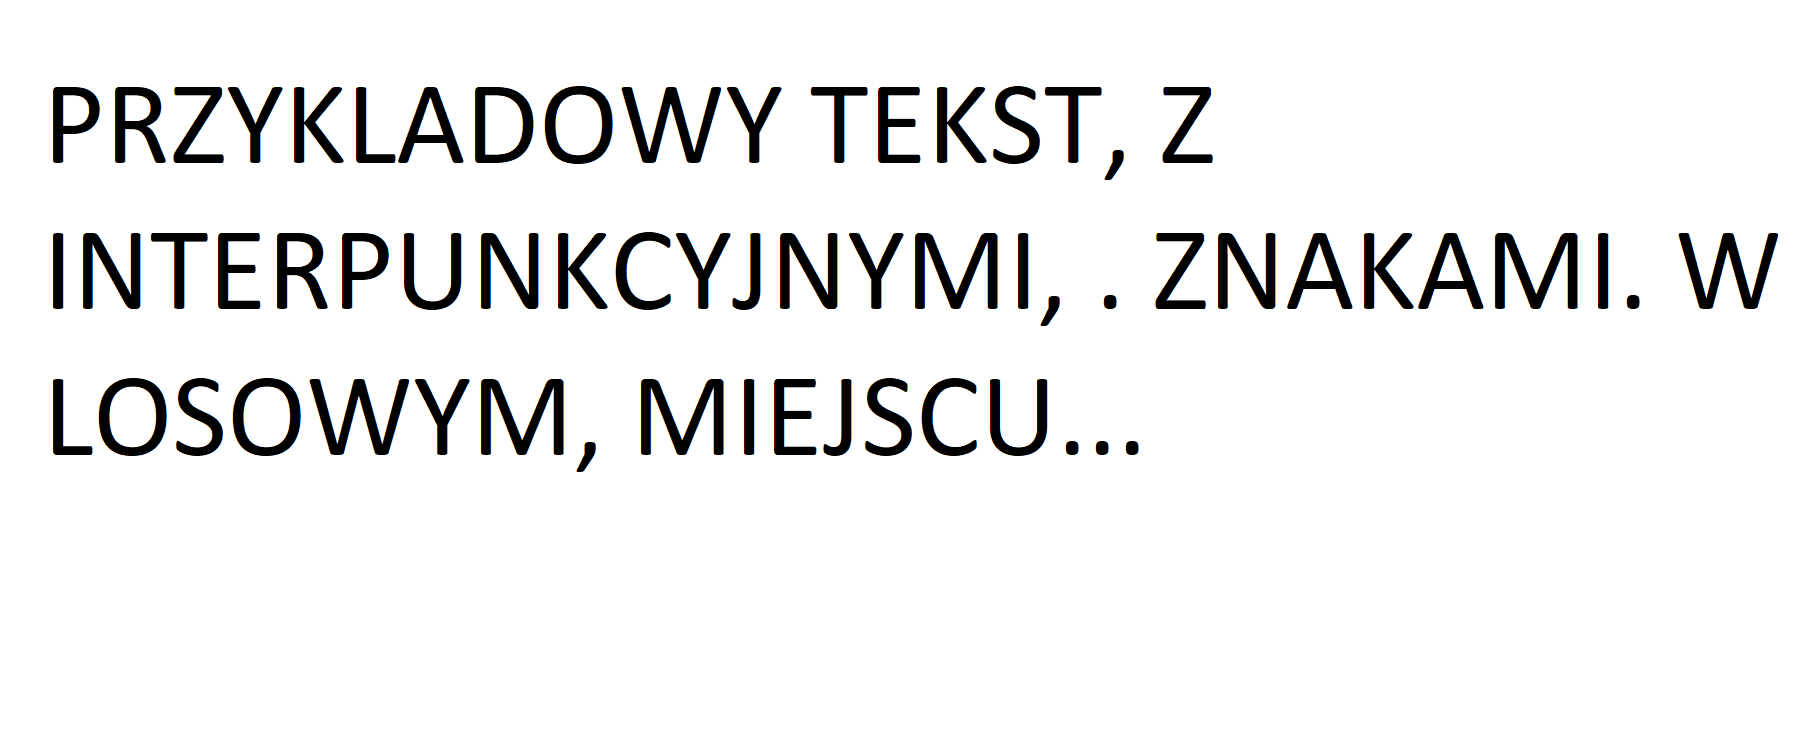 PRZYKLADOWY TEKST, Z
INTERPUNKCYJNYMI, . ZNAKAMI. W
LOSOWYM, MIEJSCU...